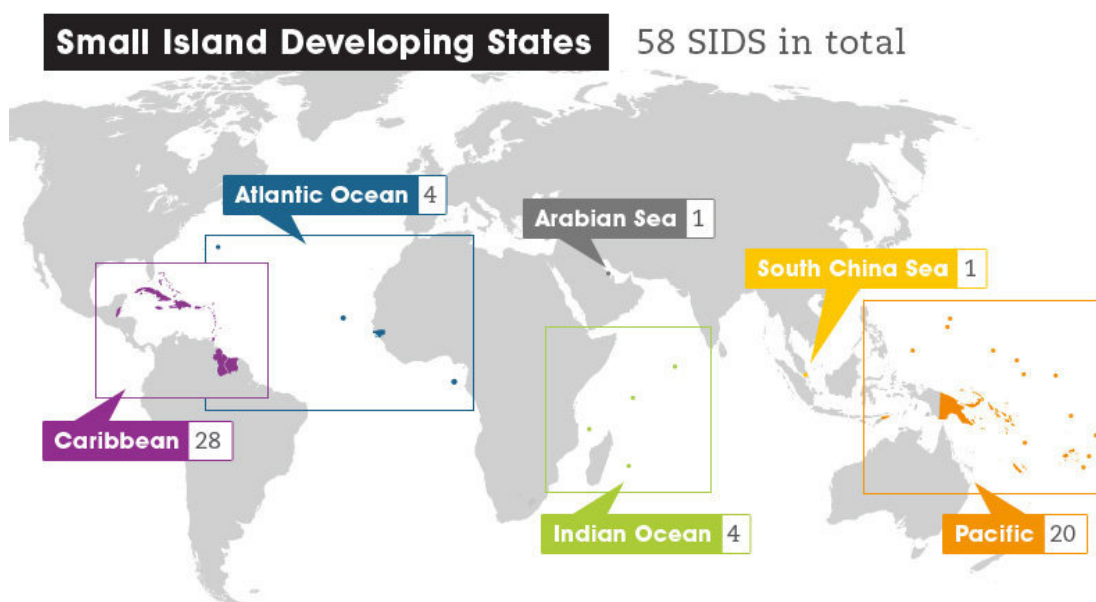 Small Island Developing States 58 SIDS in total
Atlantic Ocean 4
Arabian Sea 1
South China Sea 1
Caribbean 28
Indian Ocean 4
Pacific 20